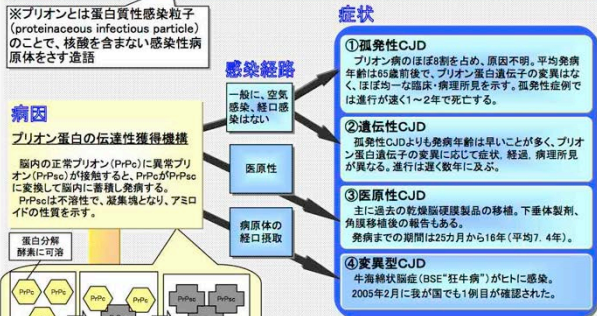 ※プリオンとは蛋白質性感染粒子
(proteinaceous infectious particle)
のことで、核酸を含まない感染性病
原体をさす造語
病因
プリオン蛋白の伝達性獲得機構
脳内の正常プリオン(PrPc)に異常プリ
オン(PrPsc)が接触すると、PrPcがPrPsc
に変換して脳内に蓄積し発病する。
PrPscは不溶性で、凝集塊となり、アミロ
イドの性質を示す。
蛋白分解
酵素に可溶
PrPc
PrPc
PrPc
PrPsc
PrPsc
感染経路
一般に、空気
感染、経口感
染はない
医原性
病原体の
経口摂取
症状
①孤発性CJD
プリオン病のほぼ8割を占め、原因不明。平均発病
年齢は65歳前後で、プリオン蛋白遺伝子の変異はな
く、ほぼ均一な臨床・病理所見を示す。孤発性症例で
は進行が速く1~2年で死亡する。
②遺伝性CJD
孤発性CJDよりも発病年齢は早いことが多く、プリオ
ン蛋白遺伝子の変異に応じて症状、経過、病理所見
が異なる。進行は遅く数年に及ぶ。
③医原性CJD
主に過去の乾燥脳硬膜製品の移植。下垂体製剤、
角膜移植後の報告もある。
発病までの期間は25カ月から16年(平均7.4年)。
④変異型CJD
牛海綿状脳症(BSE“狂牛病”)がヒトに感染。
2005年2月に我が国でも1例目が確認された。